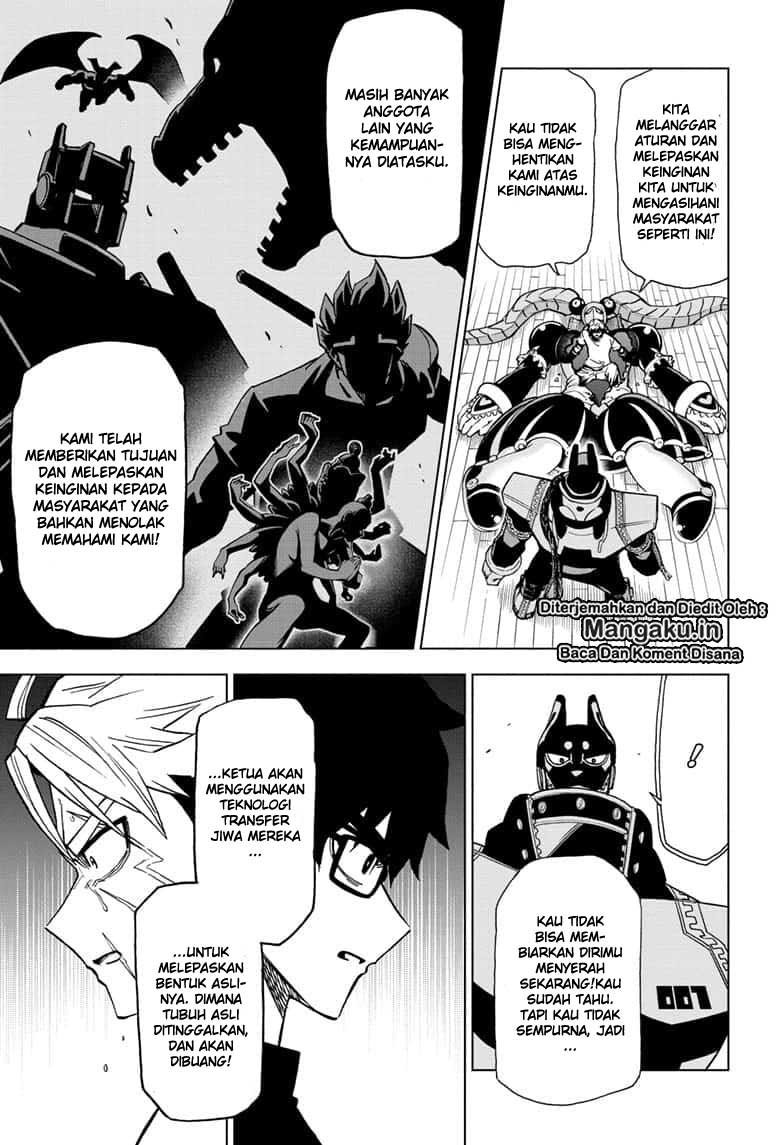 KITA
MELANGGAR
ATURAN DAN
MELEPASKAN
KEINGINAN
KITA UNTUK
MENGASIHANI
MASYARAKAT
SEPERTI INI!
KAU TIDAK
BISA MENG-
HENTIKAN
KAMI ATAS
KEINGINANMU.
MASIH BANYAK
ANGGOTA
LAIN YANG
KEMAMPUAN-
NYA DIATASKU.
KAMI TELAH
MEMBERIKAN TUJUAN
DAN MELEPASKAN
KEINGINAN KEPADA
MASYARAKAT YANG
BAHKAN MENOLAK
MEMAHAMI KAMI!
Diterjemahkan dan Diedit Oleh :
Mangaku.in
Baca Dan Koment Disana
!
KAU TIDAK
BISA MEM-
BIARKAN DIRIMU
MENYERAH
SEKARANG!KAU
SUDAH TAHU.
TAPI KAU TIDAK
SEMPURNA, JADI
...
007
...KETUA AKAN
MENGGUNAKAN
TEKNOLOGI
TRANSFER
JIWA MEREKA
...
...UNTUK
MELEPASKAN
BENTUK ASLI-
NYA. DIMANA
TUBUH ASLI
DITINGGALKAN,
DAN AKAN
DIBUANG!